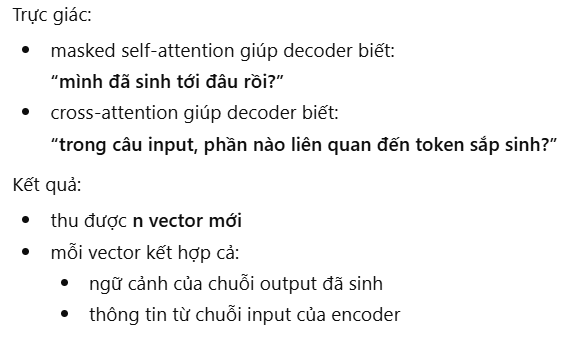 Trực giác:
masked self-attention giúp decoder biết:
“mình đã sinh tới đâu rồi?”
cross-attention giúp decoder biết:
“trong câu input, phần nào liên quan đến token sắp sinh?”
Kết quả:
thu được n vector mới
mỗi vector kết hợp cả:
ngữ cảnh của chuỗi output đã sinh
thông tin từ chuỗi input của encoder